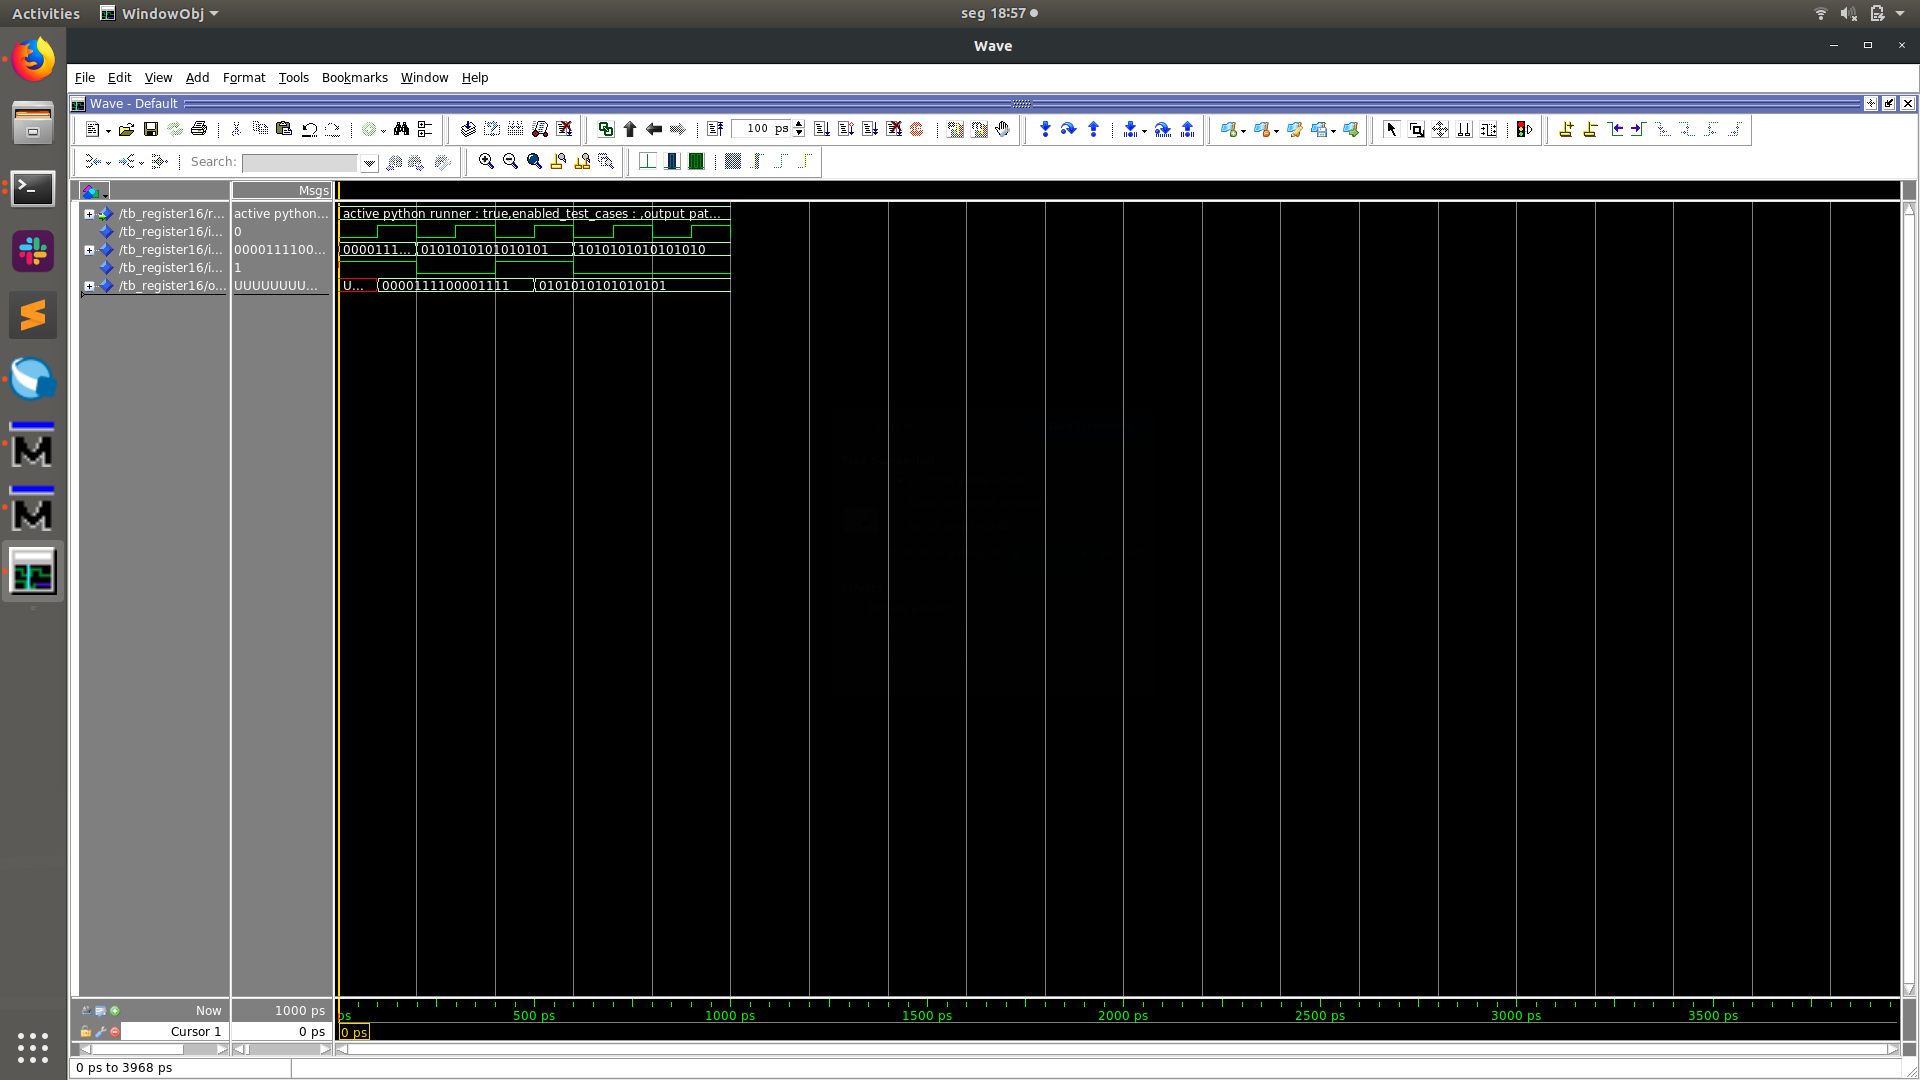 Activities WindowObj seg 18:57
Wave
File Edit View Add Format Tools Bookmarks Window Help
Wave - Default
100 ps
Search:
Msgs
/tb_register16/r... active python... active python runner : true,enabled_test_cases : ,output pat...
/tb_register16/i... 0
/tb_register16/i... 0000111100... 0000111... 0101010101010101 1010101010101010
/tb_register16/i... 1
/tb_register16/o... UUUUUUUU... U... 0000111100001111 0101010101010101
Now 1000 ps ps 500 ps 1000 ps 1500 ps 2000 ps 2500 ps 3000 ps 3500 ps
Cursor 1 0 ps 0 ps
0 ps to 3968 ps